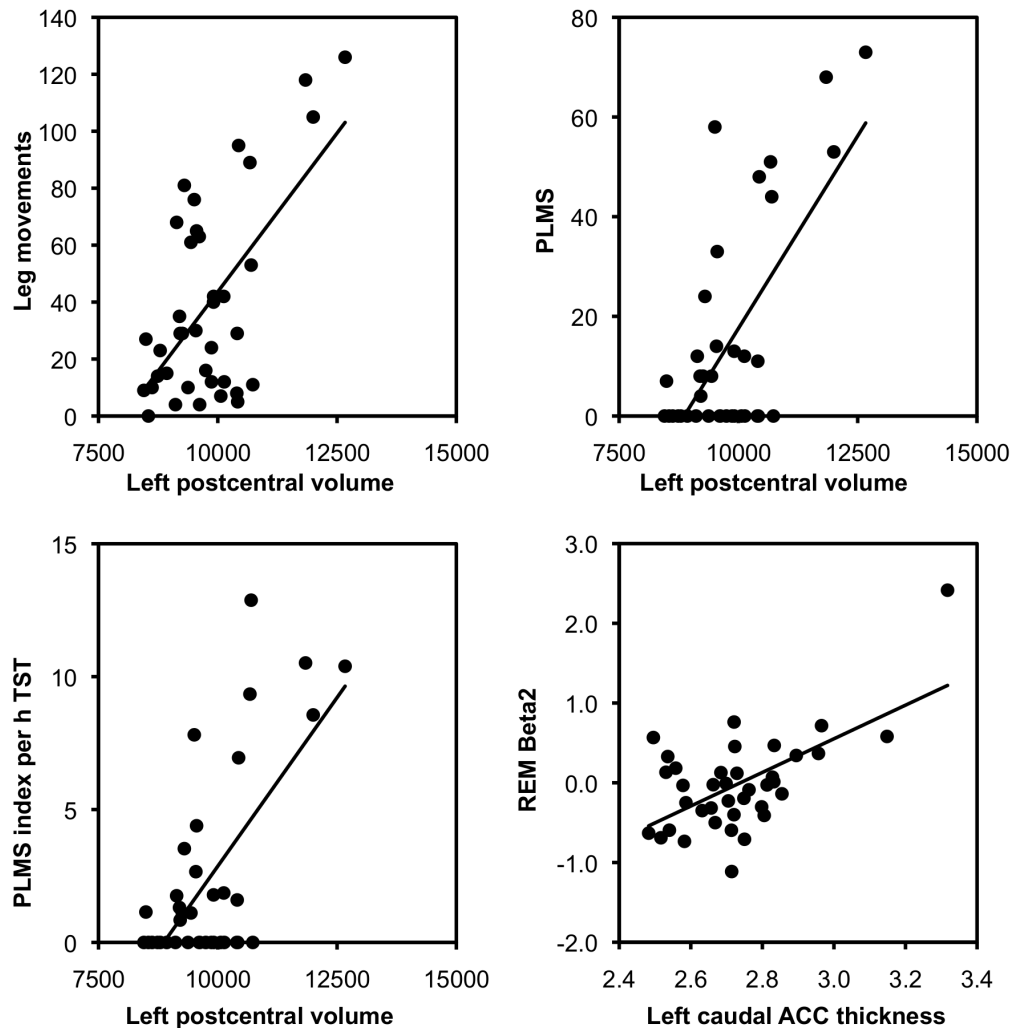 140
120
100
80
60
40
20
0
Leg movements
7500 10000 12500 15000
Left postcentral volume
80
60
40
20
0
PLMS
7500 10000 12500 15000
Left postcentral volume
15
10
5
0
PLMS index per h TST
7500 10000 12500 15000
Left postcentral volume
3.0
2.0
1.0
0.0
-1.0
-2.0
REM Beta2
2.4 2.6 2.8 3.0 3.2 3.4
Left caudal ACC thickness